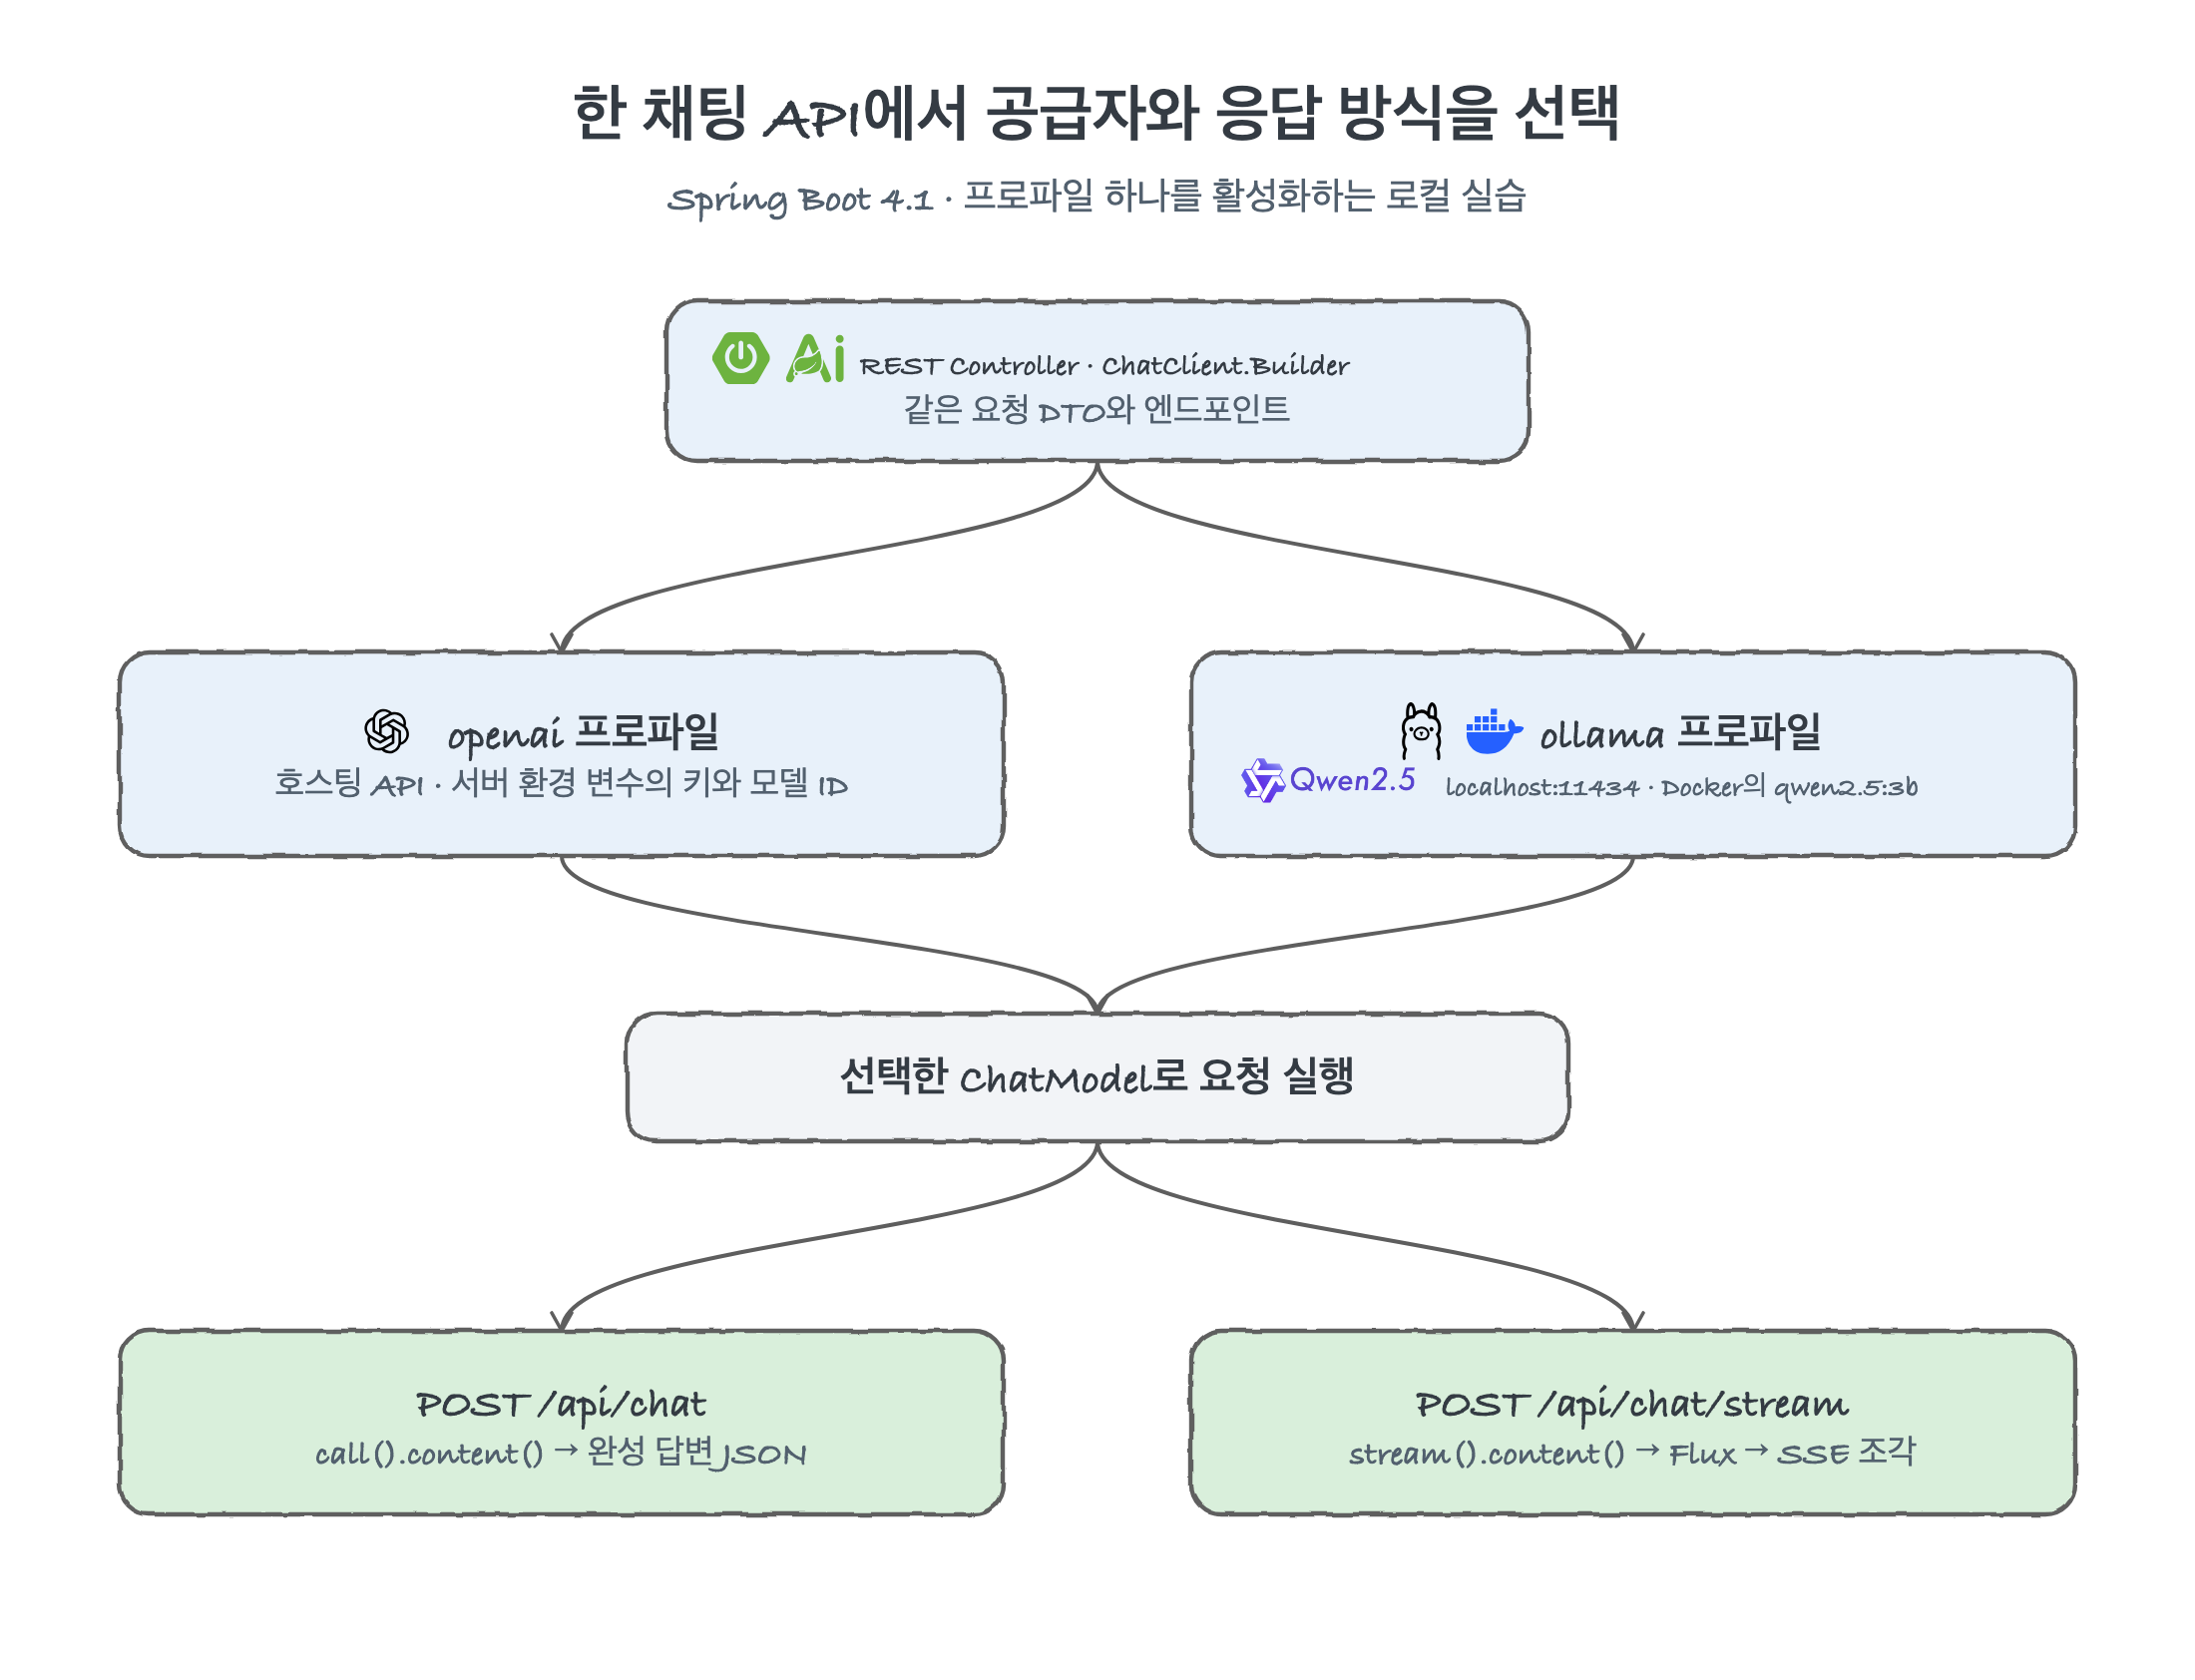 한 채팅 API에서 공급자와 응답 방식을 선택
Spring Boot 4.1 · 프로파일 하나를 활성화하는 로컬 실습
Ai REST Controller · ChatClient.Builder
같은 요청 DTO와 엔드포인트
openai 프로파일
호스팅 API · 서버 환경 변수의 키와 모델 ID
ollama 프로파일
Qwen2.5 localhost:11434 · Docker의 qwen2.5:3b
선택한 ChatModel로 요청 실행
POST /api/chat
call().content() → 완성 답변 JSON
POST /api/chat/stream
stream().content() → Flux → SSE 조각